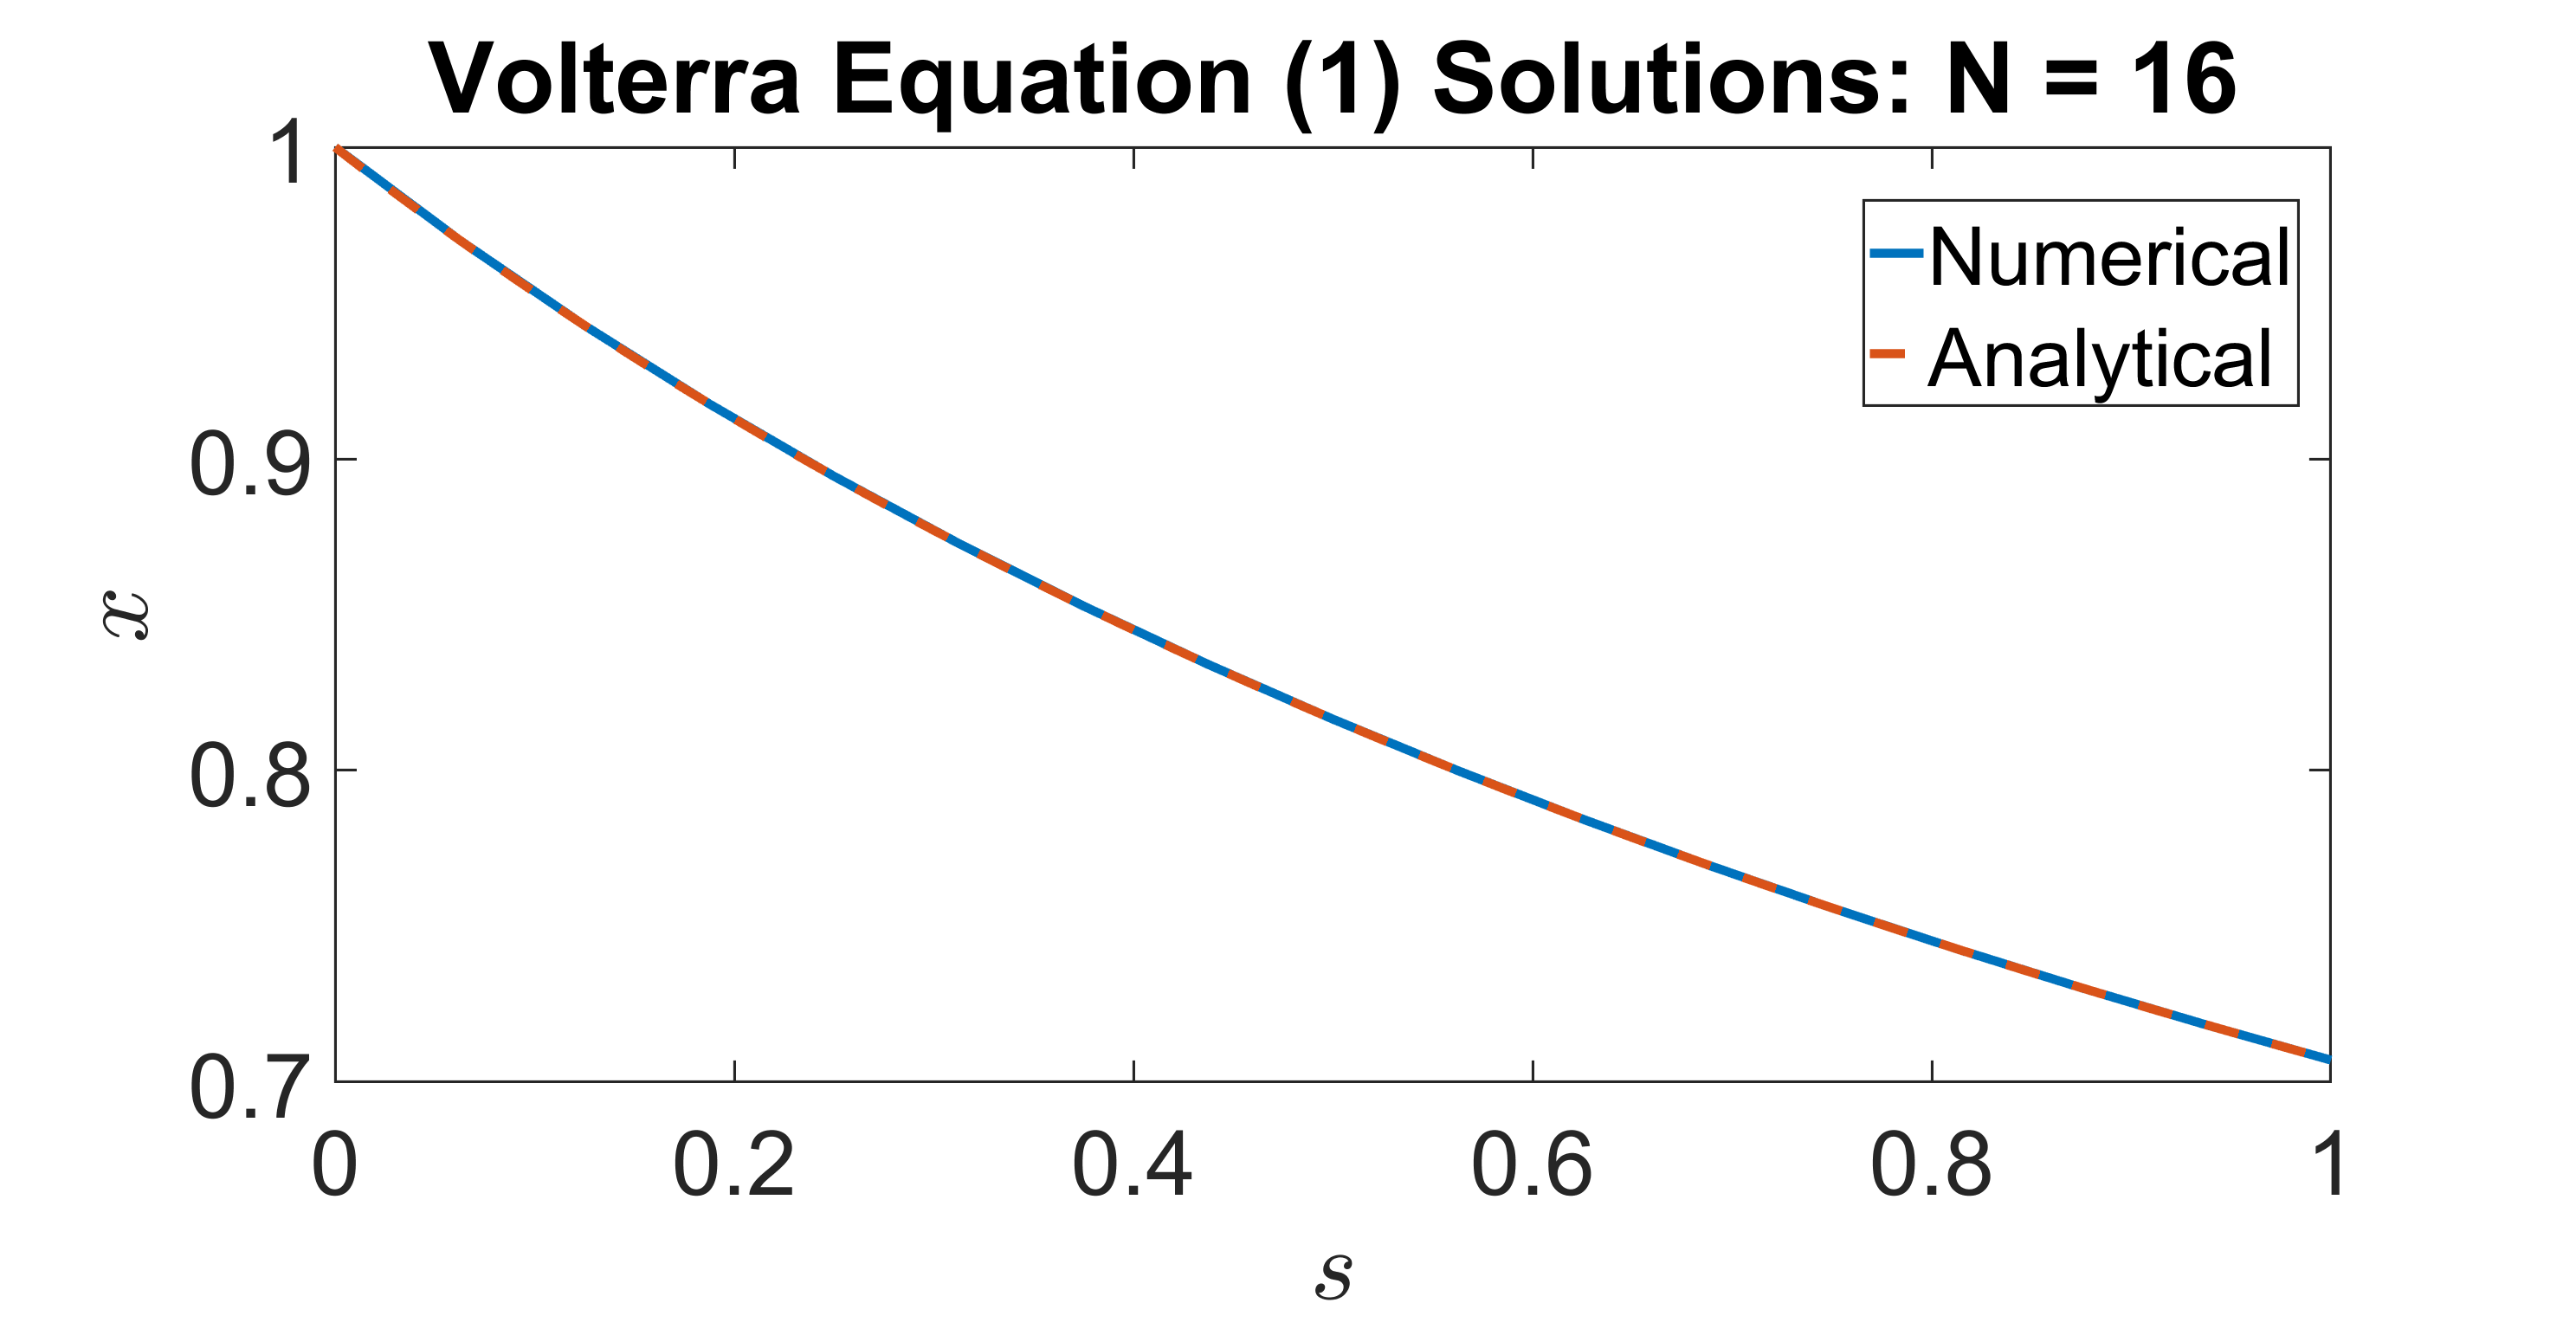 Volterra Equation (1) Solutions: N = 16
1
0.9
0.8
0.7
x
Numerical
Analytical
0
0.2
0.4
0.6
0.8
1
s